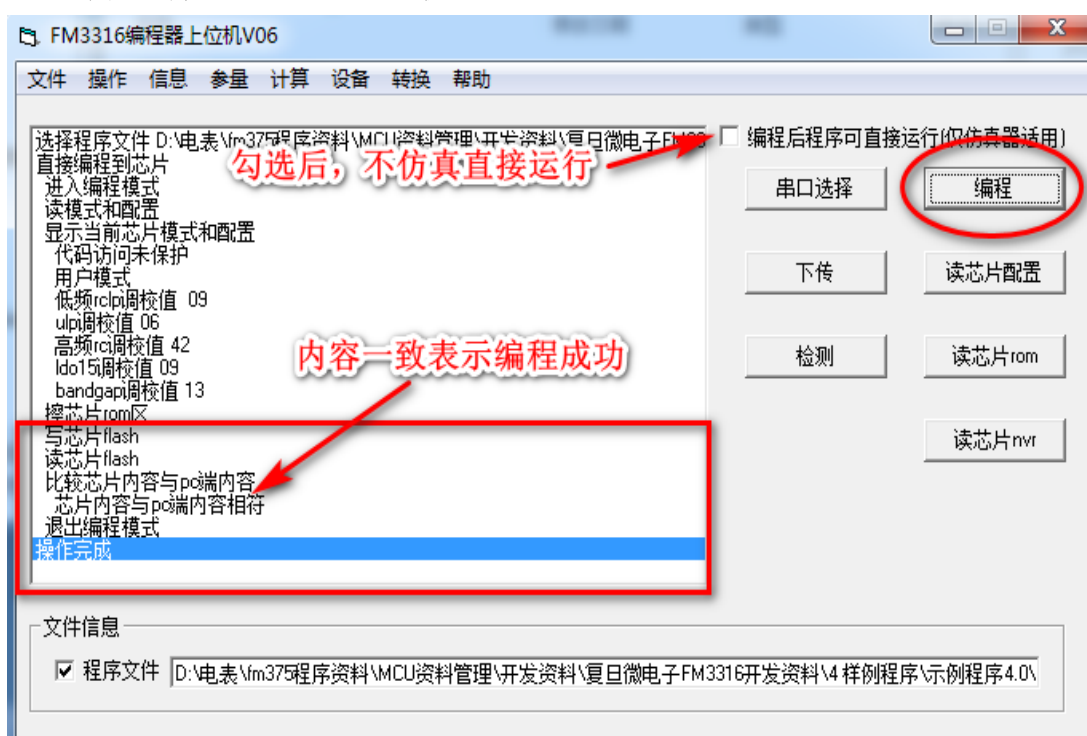 FM3316编程器上位机V06
文件 操作 信息 参量 计算 设备 转换 帮助
选择程序文件 D:\电表\fm375程序资料\MCU资料管理\开发资料\复旦微电子FM33
编程后程序可直接运行(仅仿真器适用)
直接编程到芯片
勾选后，不仿真直接运行
进入编程模式
串口选择
编程
读模式和配置
显示当前芯片模式和配置
代码访问未保护
用户模式
下传
读芯片配置
低频rclp调校值 09
ulp调校值 06
高频rc调校值 42
内容一致表示编程成功
检测
读芯片rom
ldo15调校值 09
bandgap调校值 13
擦芯片rom区
写芯片flash
读芯片nvr
读芯片flash
比较芯片内容与pc端内容
芯片内容与pc端内容相符
退出编程模式
操作完成
文件信息
程序文件 D:\电表\fm375程序资料\MCU资料管理\开发资料\复旦微电子FM3316开发资料\4 样例程序\示例程序4.0\